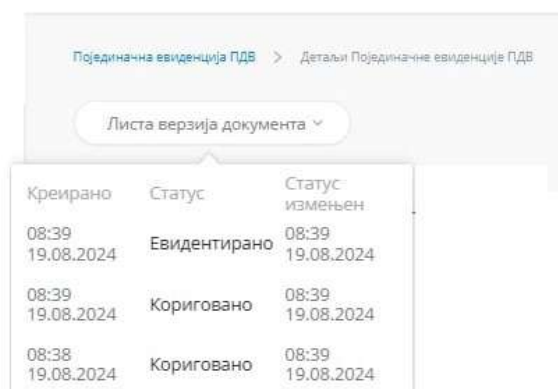 Појединачна евиденција ПДВ > Детаљи Појединачне евиденције ПДВ
Листа верзија документа
Креирано Статус Статус измењен
08:39 19.08.2024 Евидентирано 08:39 19.08.2024
08:39 19.08.2024 Кориговано 08:39 19.08.2024
08:38 19.08.2024 Кориговано 08:39 19.08.2024